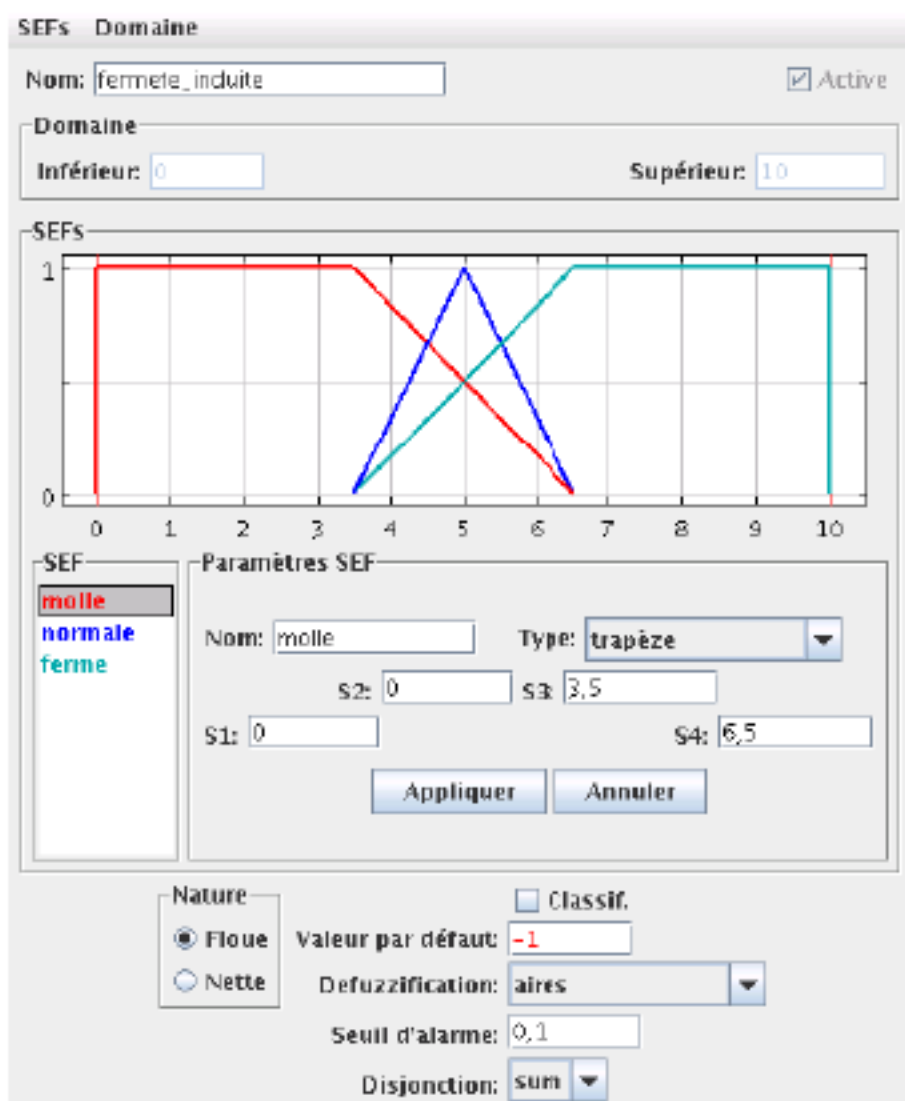 SEFs Domaine
Nom: fermete_induite Active
Domaine
Inférieur: 0 Supérieur: 10
SEFs
1
0
0 1 2 3 4 5 6 7 8 9 10
SEF Paramètres SEF
molle
normale
ferme
Nom: molle Type: trapèze
S2: 0 S3: 3,5
S1: 0 S4: 6,5
Appliquer Annuler
Nature
Floue
Nette
Classif.
Valeur par défaut: -1
Defuzzification: aires
Seuil d'alarme: 0,1
Disjonction: sum